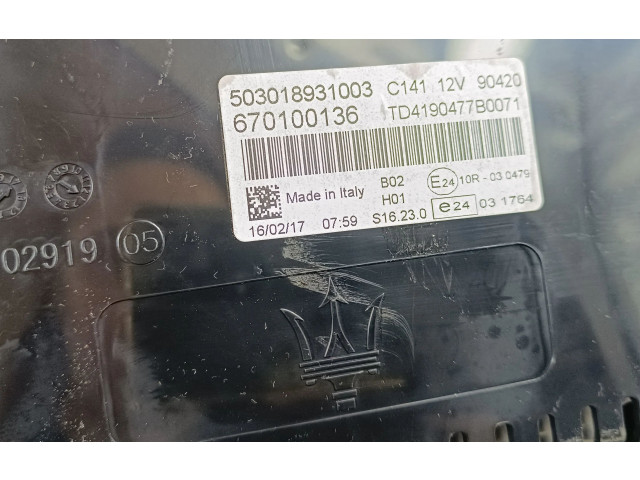 503018931003 C141 12V 90420
670100136 TD4190477B0071
Made in Italy B02 E24 10R - 03 0479
H01
16/02/17 07:59 S16.23.0 e24 03 1764
02919 05